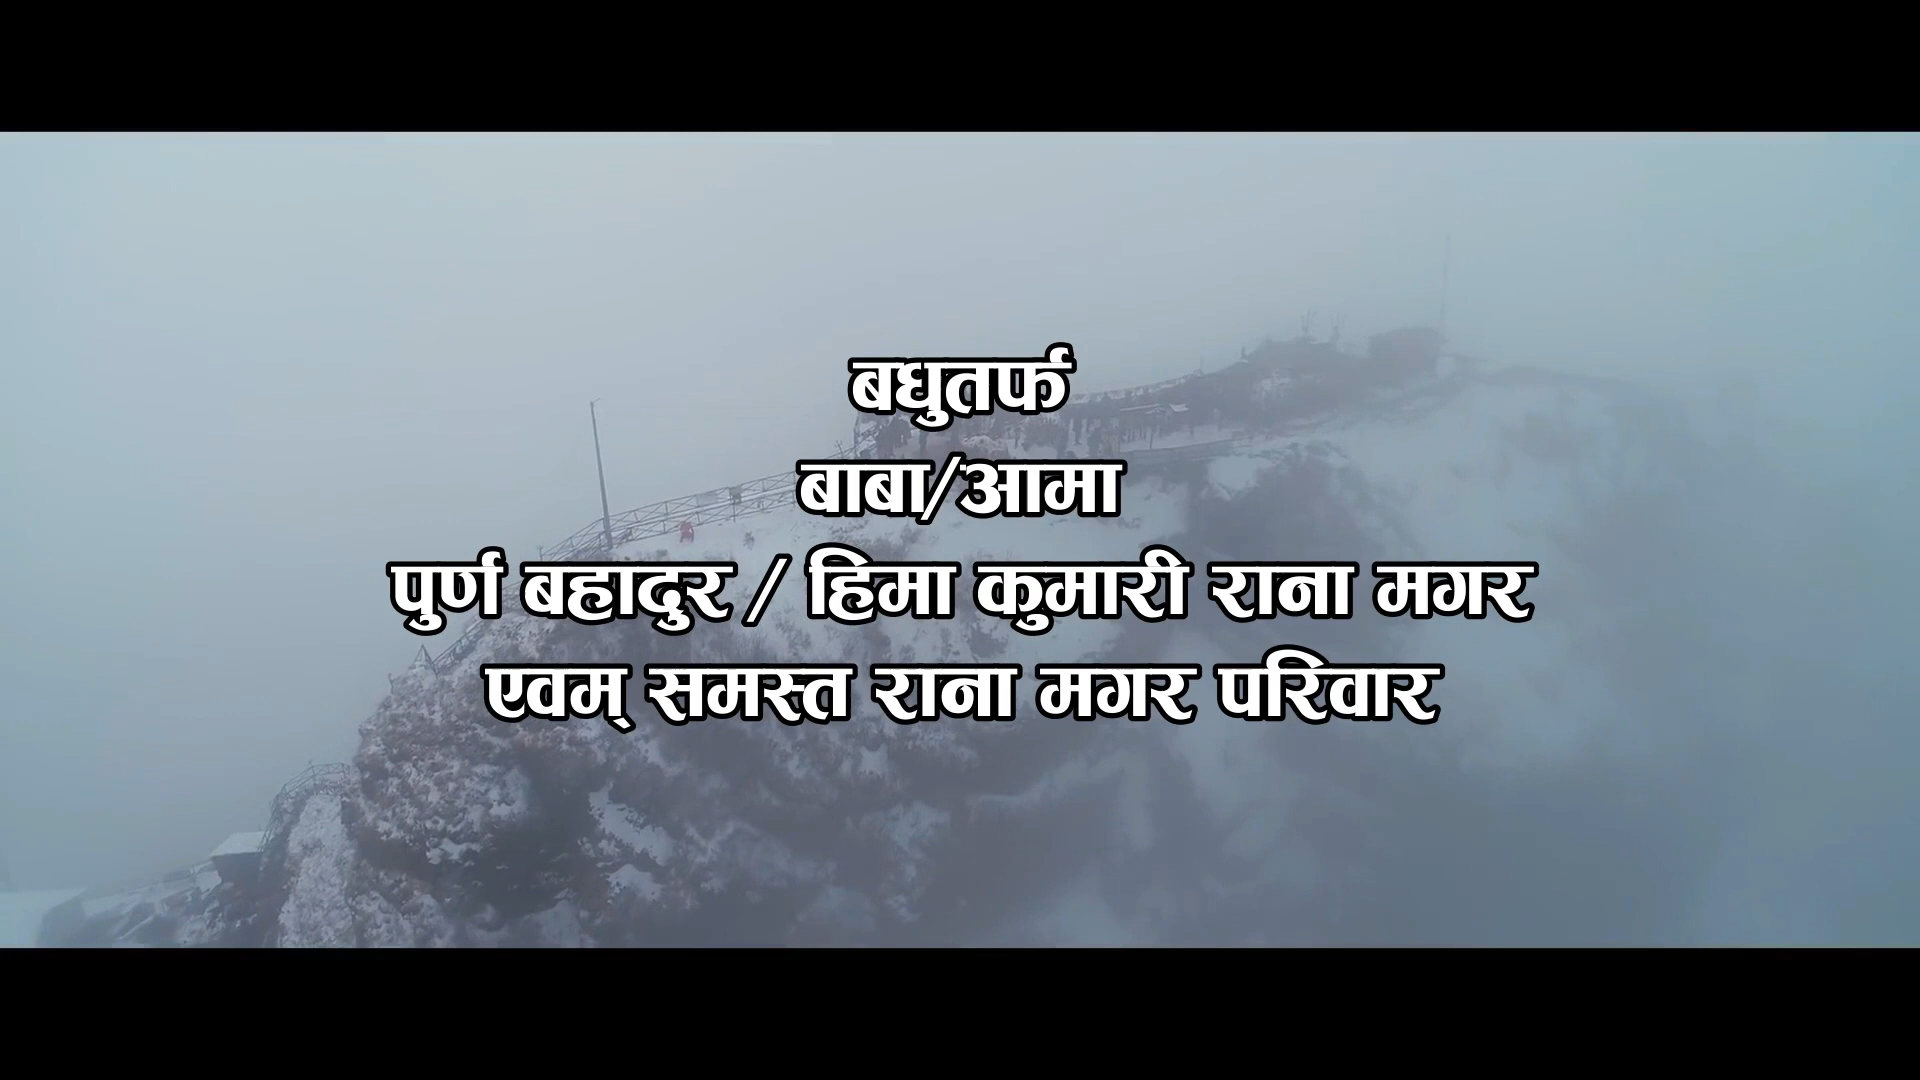 बधुतर्फ
बाबा/आमा
पुर्ण बहादुर / हिमा कुमारी राना मगर
एवम् समस्त राना मगर परिवार